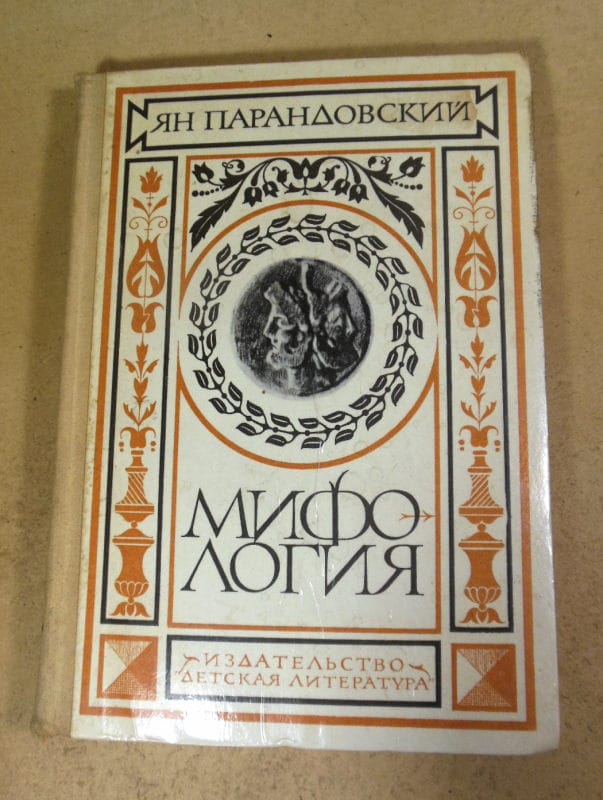 ЯН ПАРАНДОВСКИЙ
МИФО
ЛОГИЯ
ИЗДАТЕЛЬСТВО
"ДЕТСКАЯ ЛИТЕРАТУРА"